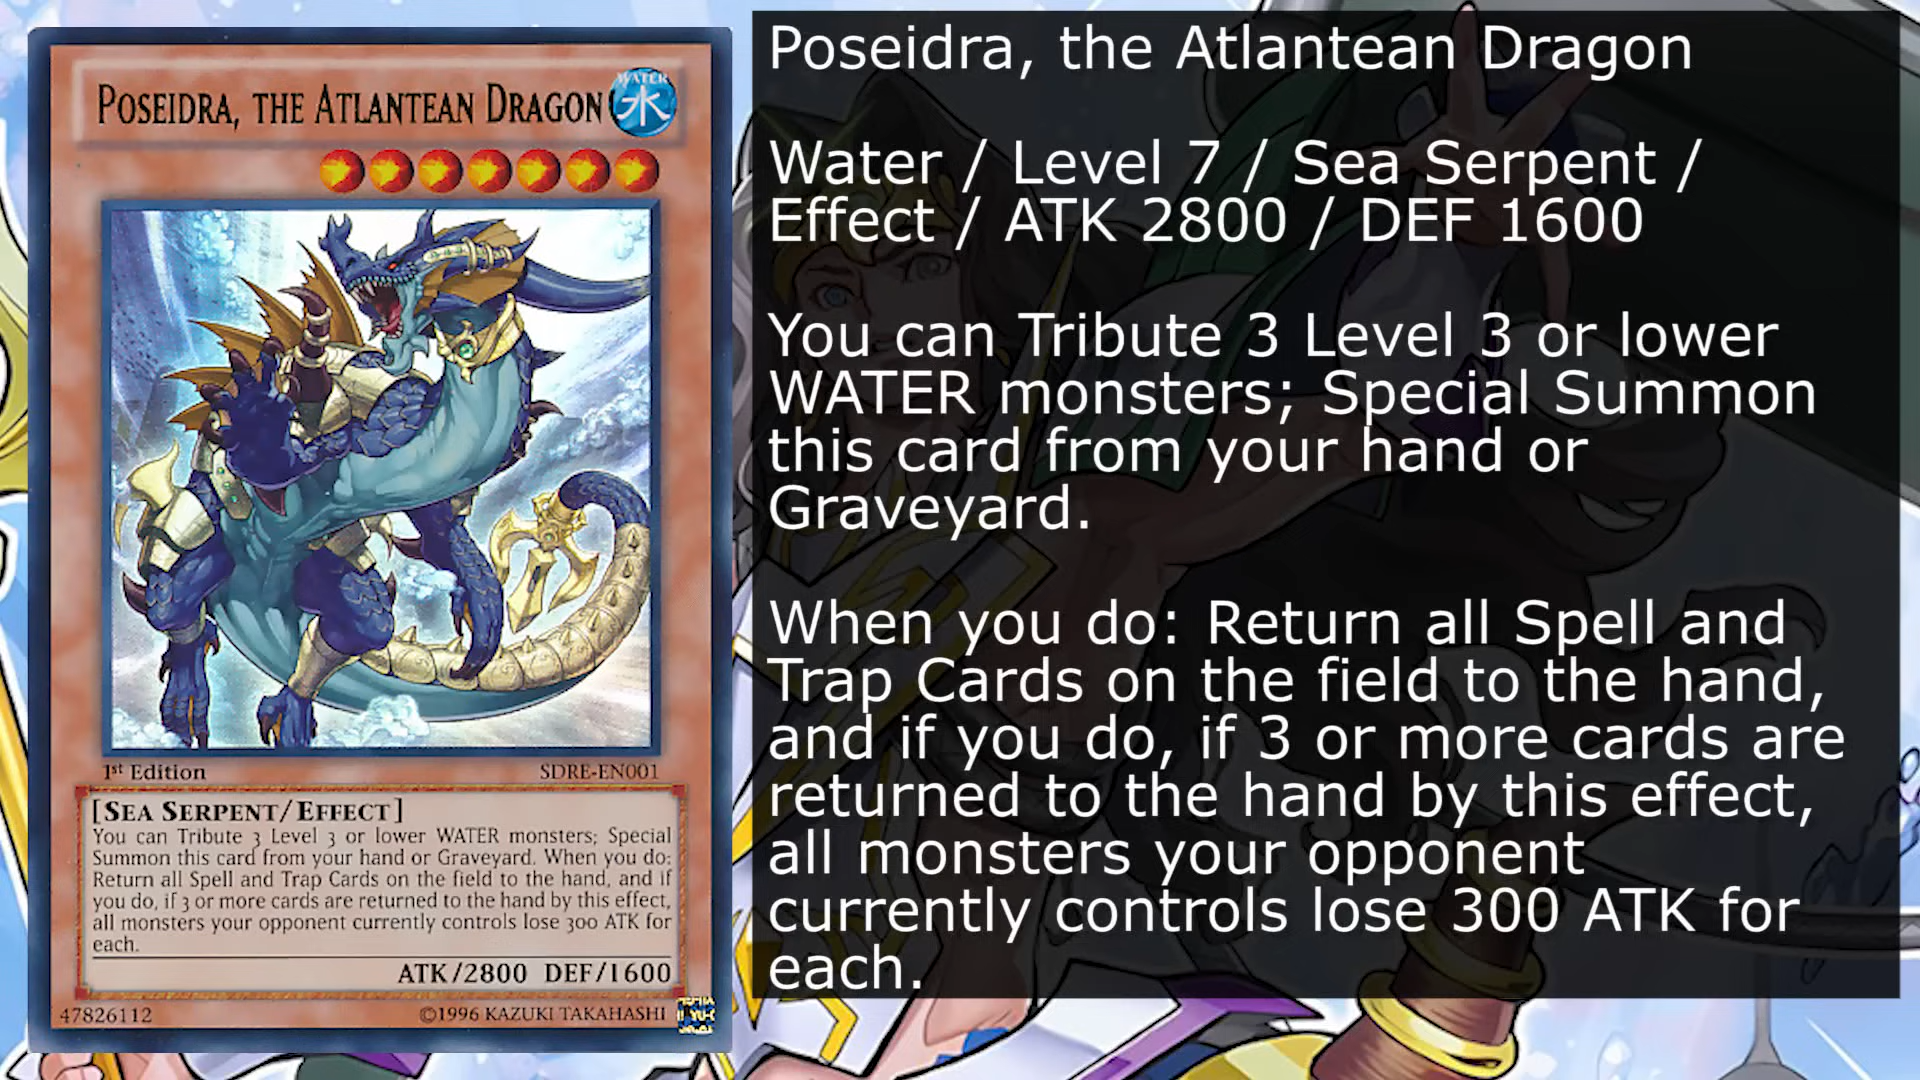 POSEIDRA, THE ATLANTEAN DRAGON
WATER
水
1st Edition
SDRE-EN001
[SEA SERPENT/EFFECT]
You can Tribute 3 Level 3 or lower WATER monsters; Special
Summon this card from your hand or Graveyard. When you do:
Return all Spell and Trap Cards on the field to the hand, and if
you do, if 3 or more cards are returned to the hand by this effect,
all monsters your opponent currently controls lose 300 ATK for
each.
ATK/2800 DEF/1600
47826112
©1996 KAZUKI TAKAHASHI
Poseidra, the Atlantean Dragon
Water / Level 7 / Sea Serpent /
Effect / ATK 2800 / DEF 1600
You can Tribute 3 Level 3 or lower
WATER monsters; Special Summon
this card from your hand or
Graveyard.
When you do: Return all Spell and
Trap Cards on the field to the hand,
and if you do, if 3 or more cards are
returned to the hand by this effect,
all monsters your opponent
currently controls lose 300 ATK for
each.